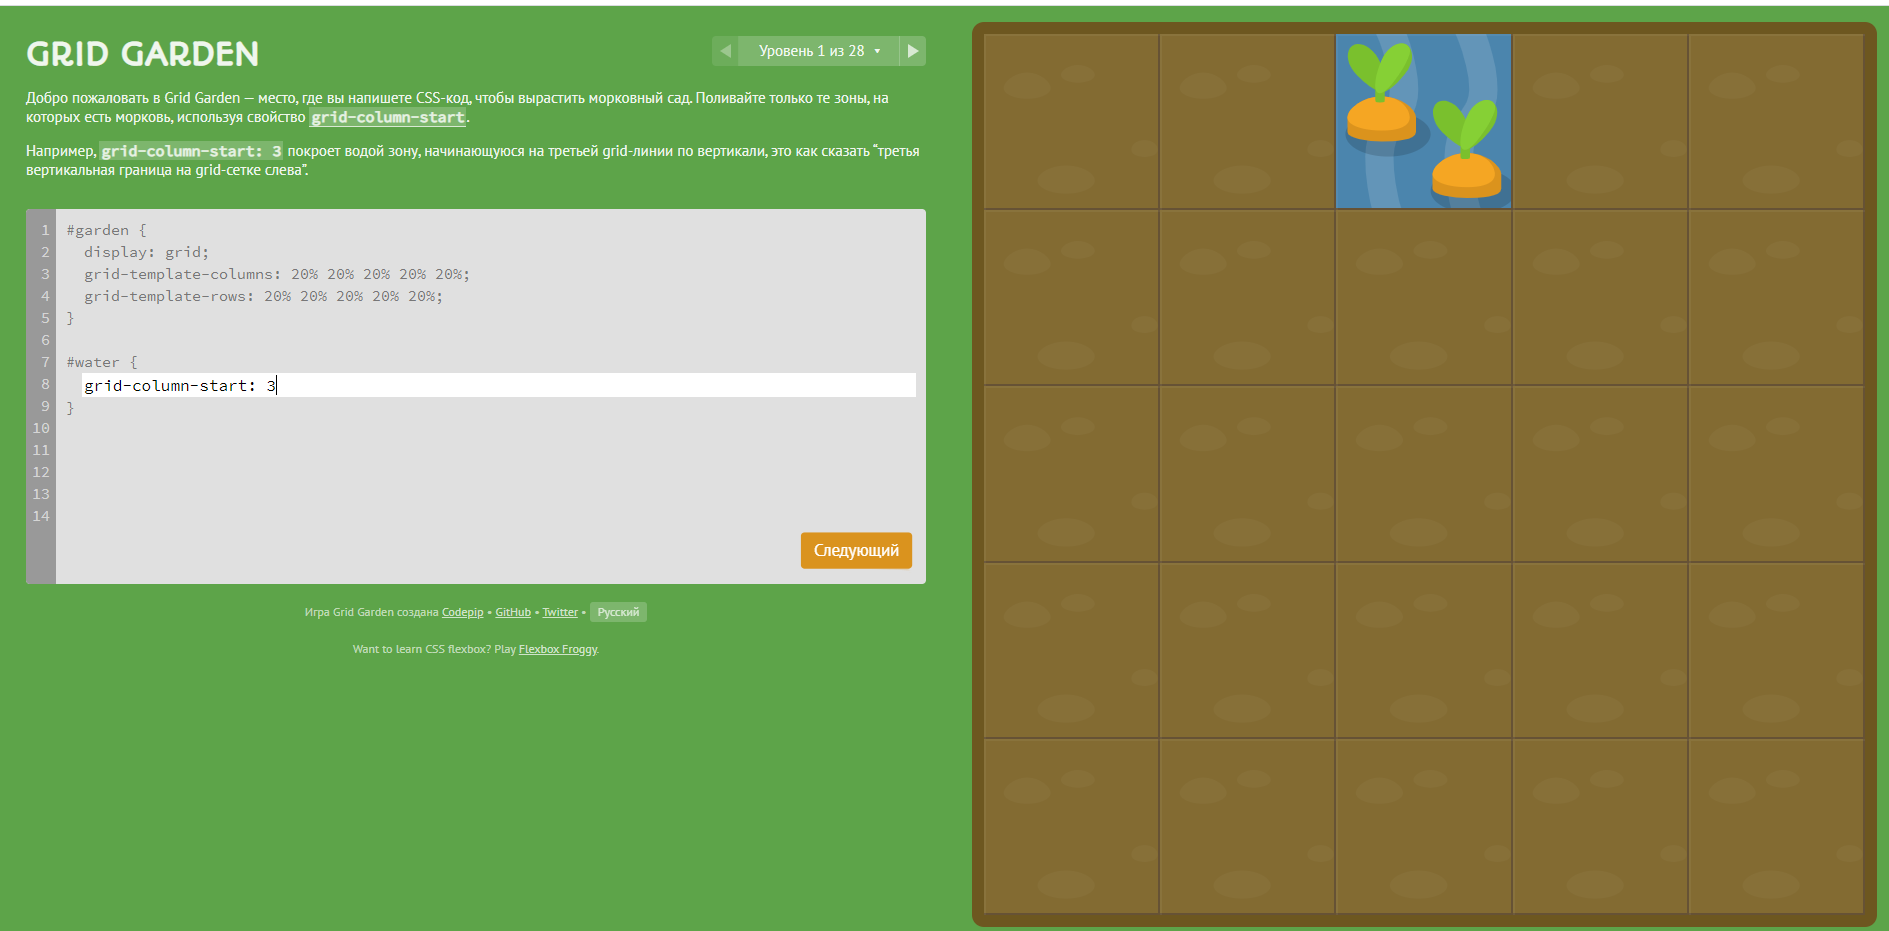 GRID GARDEN
Уровень 1 из 28
Добро пожаловать в Grid Garden — место, где вы напишете CSS-код, чтобы вырастить морковный сад. Поливайте только те зоны, на
которых есть морковь, используя свойство grid-column-start.
Например, grid-column-start: 3 покроет водой зону, начинающуюся на третьей grid-линии по вертикали, это как сказать “третья
вертикальная граница на grid-сетке слева”.
1 #garden {
2 display: grid;
3 grid-template-columns: 20% 20% 20% 20% 20%;
4 grid-template-rows: 20% 20% 20% 20% 20%;
5 }
6
7 #water {
8 grid-column-start: 3
9 }
10
11
12
13
14
Следующий
Игра Grid Garden создана Codepip • GitHub • Twitter • Русский
Want to learn CSS flexbox? Play Flexbox Froggy.